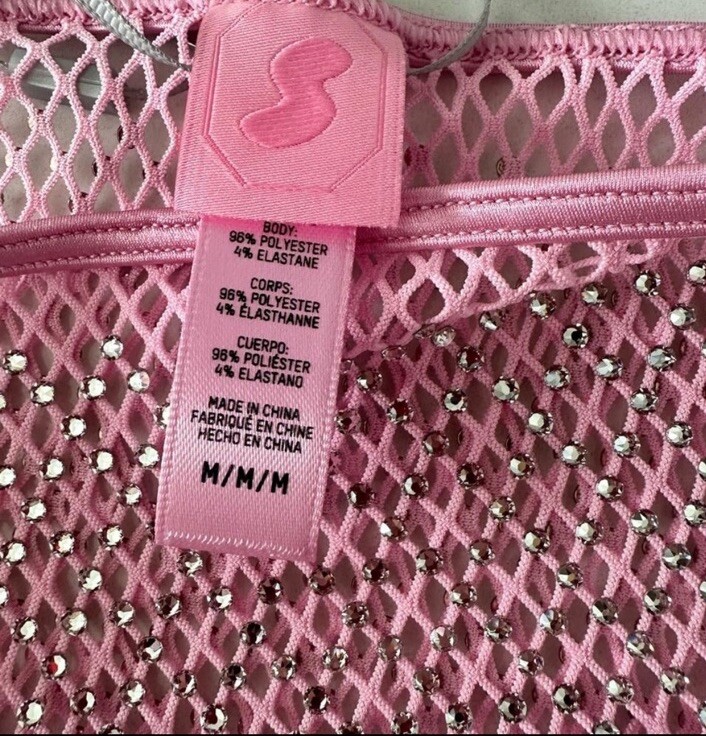 BODY:
96% POLYESTER
4% ELASTANE
CORPS:
96% POLYESTER
4% ÉLASTHANNE
CUERPO:
96% POLIÉSTER
4% ELASTANO
MADE IN CHINA
FABRIQUÉ EN CHINE
HECHO EN CHINA
M/M/M